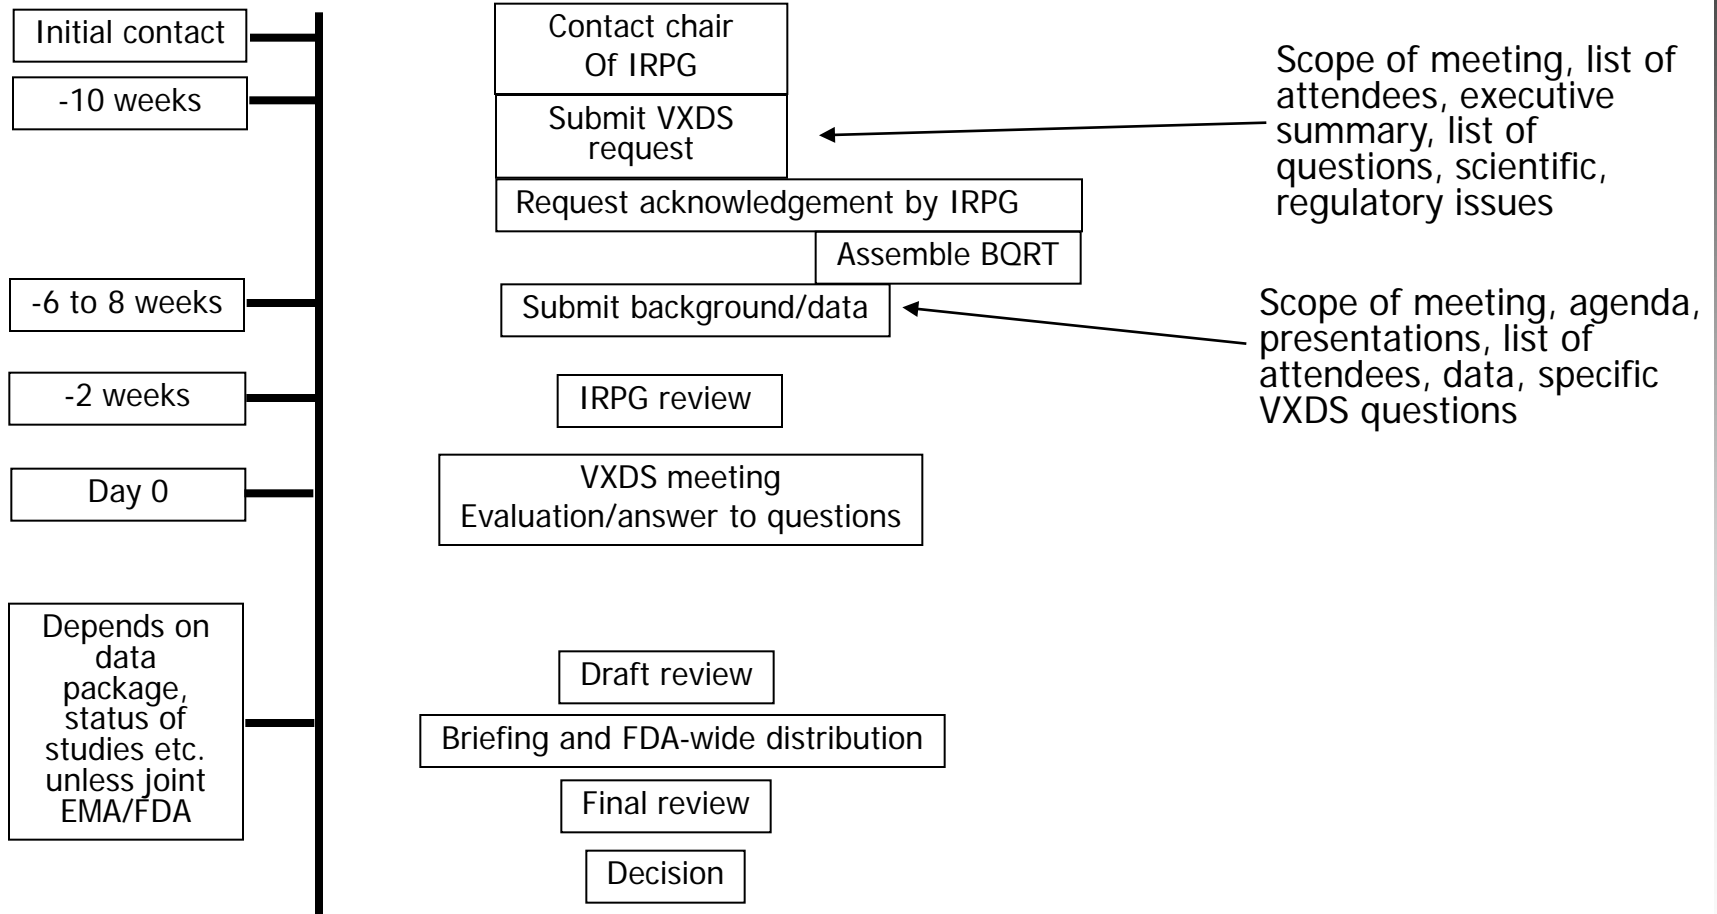 Initial contact
Contact chair
Of IRPG
-10 weeks
Submit VXDS
request
Scope of meeting, list of
attendees, executive
summary, list of
questions, scientific,
regulatory issues
Request acknowledgement by IRPG
Assemble BQRT
-6 to 8 weeks
Submit background/data
Scope of meeting, agenda,
presentations, list of
attendees, data, specific
VXDS questions
-2 weeks
IRPG review
Day 0
VXDS meeting
Evaluation/answer to questions
Depends on
data
package,
status of
studies etc.
unless joint
EMA/FDA
Draft review
Briefing and FDA-wide distribution
Final review
Decision